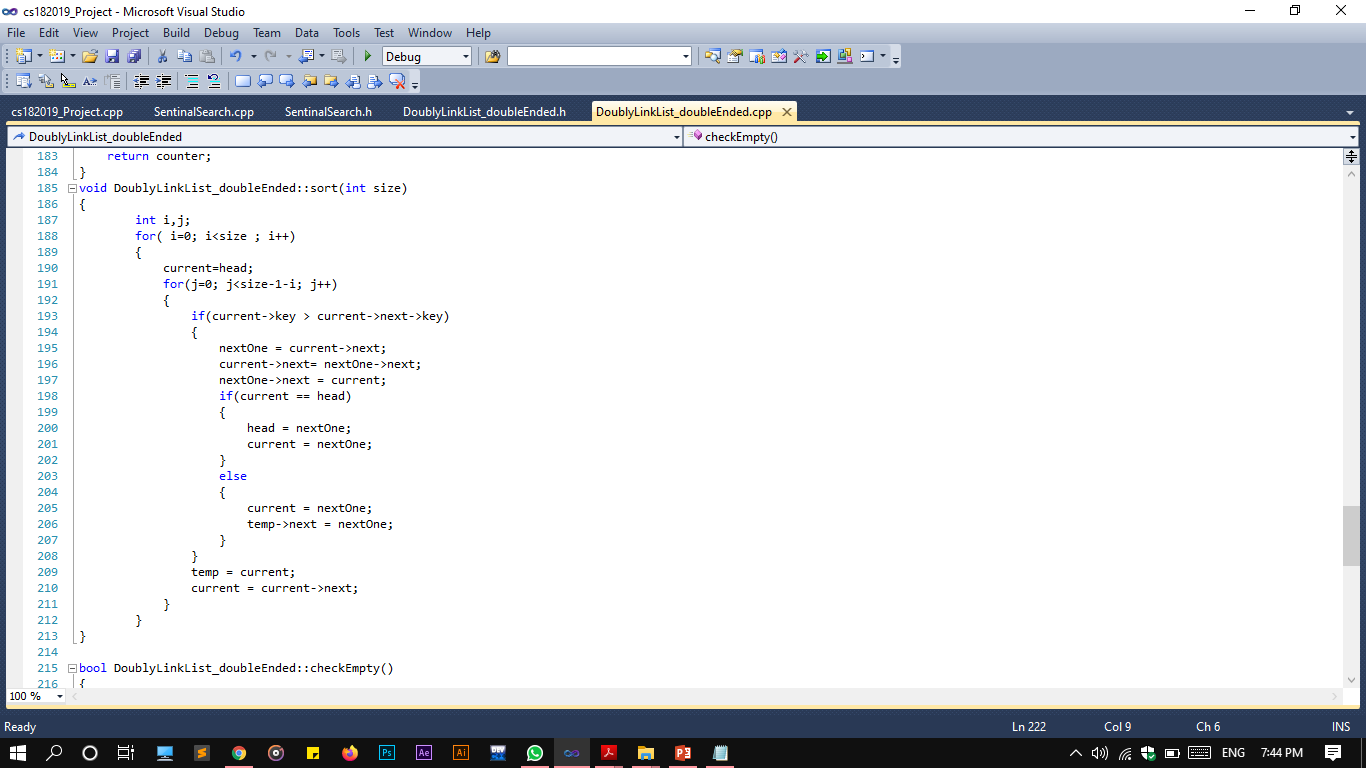 cs182019_Project - Microsoft Visual Studio
File Edit View Project Build Debug Team Data Tools Test Window Help
Debug
cs182019_Project.cpp SentinalSearch.cpp SentinalSearch.h DoublyLinkList_doubleEnded.h DoublyLinkList_doubleEnded.cpp
DoublyLinkList_doubleEnded checkEmpty()
183 return counter;
184 }
185 void DoublyLinkList_doubleEnded::sort(int size)
186 {
187 int i,j;
188 for( i=0; i<size ; i++)
189 {
190 current=head;
191 for(j=0; j<size-1-i; j++)
192 {
193 if(current->key > current->next->key)
194 {
195 nextOne = current->next;
196 current->next= nextOne->next;
197 nextOne->next = current;
198 if(current == head)
199 {
200 head = nextOne;
201 current = nextOne;
202 }
203 else
204 {
205 current = nextOne;
206 temp->next = nextOne;
207 }
208 }
209 temp = current;
210 current = current->next;
211 }
212 }
213 }
214
215 bool DoublyLinkList_doubleEnded::checkEmpty()
216 {
100 %
Ready Ln 222 Col 9 Ch 6 INS
Ps Ae Ai ENG 7:44 PM